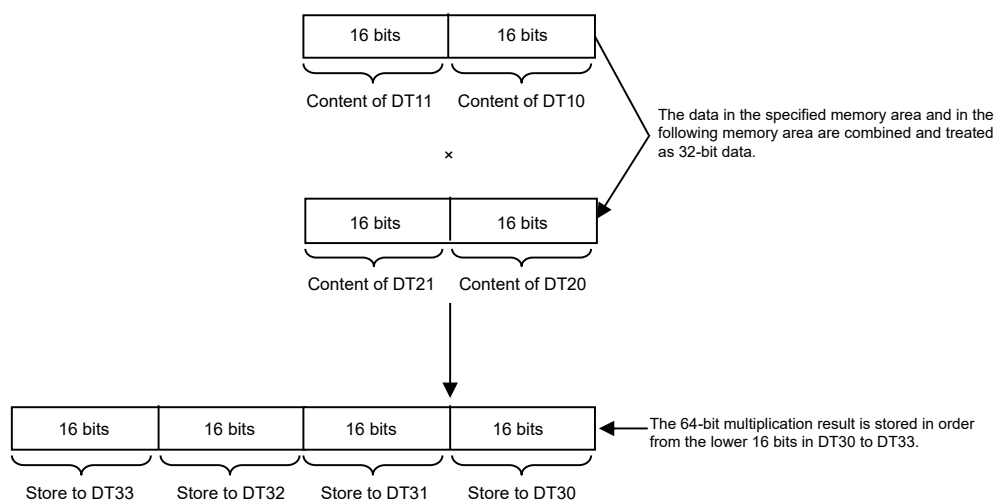 16 bits 16 bits
Content of DT11 Content of DT10
The data in the specified memory area and in the
following memory area are combined and treated
as 32-bit data.
×
16 bits 16 bits
Content of DT21 Content of DT20
16 bits 16 bits 16 bits 16 bits
The 64-bit multiplication result is stored in order
from the lower 16 bits in DT30 to DT33.
Store to DT33 Store to DT32 Store to DT31 Store to DT30